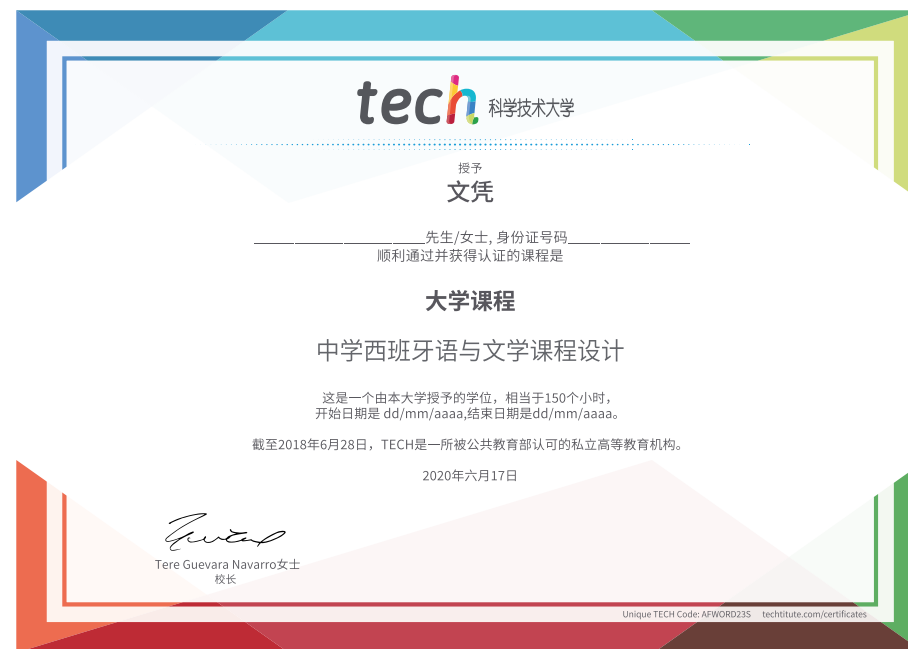 tech 科学技术大学
授予
文凭
先生/女士, 身份证号码
顺利通过并获得认证的课程是
大学课程
中学西班牙语与文学课程设计
这是一个由本大学授予的学位，相当于150个小时，
开始日期是 dd/mm/aaaa,结束日期是dd/mm/aaaa。
截至2018年6月28日，TECH是一所被公共教育部认可的私立高等教育机构。
2020年六月17日
Tere Guevara Navarro女士
校长
Unique TECH Code: AFWORD23S techtitute.com/certificates